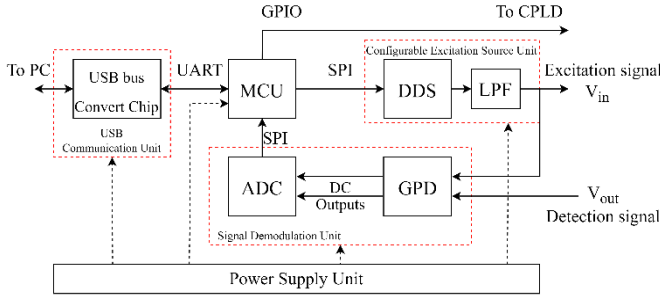 GPIO
To CPLD
Configurable Excitation Source Unit
To PC
USB bus
Convert Chip
UART
MCU
SPI
DDS
LPF
Excitation signal
Vin
USB
Communication Unit
SPI
ADC
DC
Outputs
GPD
Vout
Detection signal
Signal Demodulation Unit
Power Supply Unit